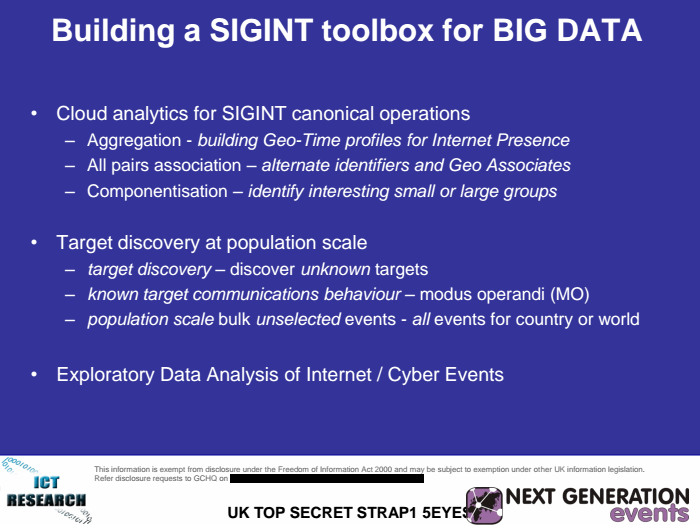 Building a SIGINT toolbox for BIG DATA
• Cloud analytics for SIGINT canonical operations
– Aggregation - building Geo-Time profiles for Internet Presence
– All pairs association – alternate identifiers and Geo Associates
– Componentisation – identify interesting small or large groups
• Target discovery at population scale
– target discovery – discover unknown targets
– known target communications behaviour – modus operandi (MO)
– population scale bulk unselected events - all events for country or world
• Exploratory Data Analysis of Internet / Cyber Events
This information is exempt from disclosure under the Freedom of Information Act 2000 and may be subject to exemption under other UK information legislation.
Refer disclosure requests to GCHQ on
ICT
RESEARCH
UK TOP SECRET STRAP1 5EYES
NEXT GENERATION
events